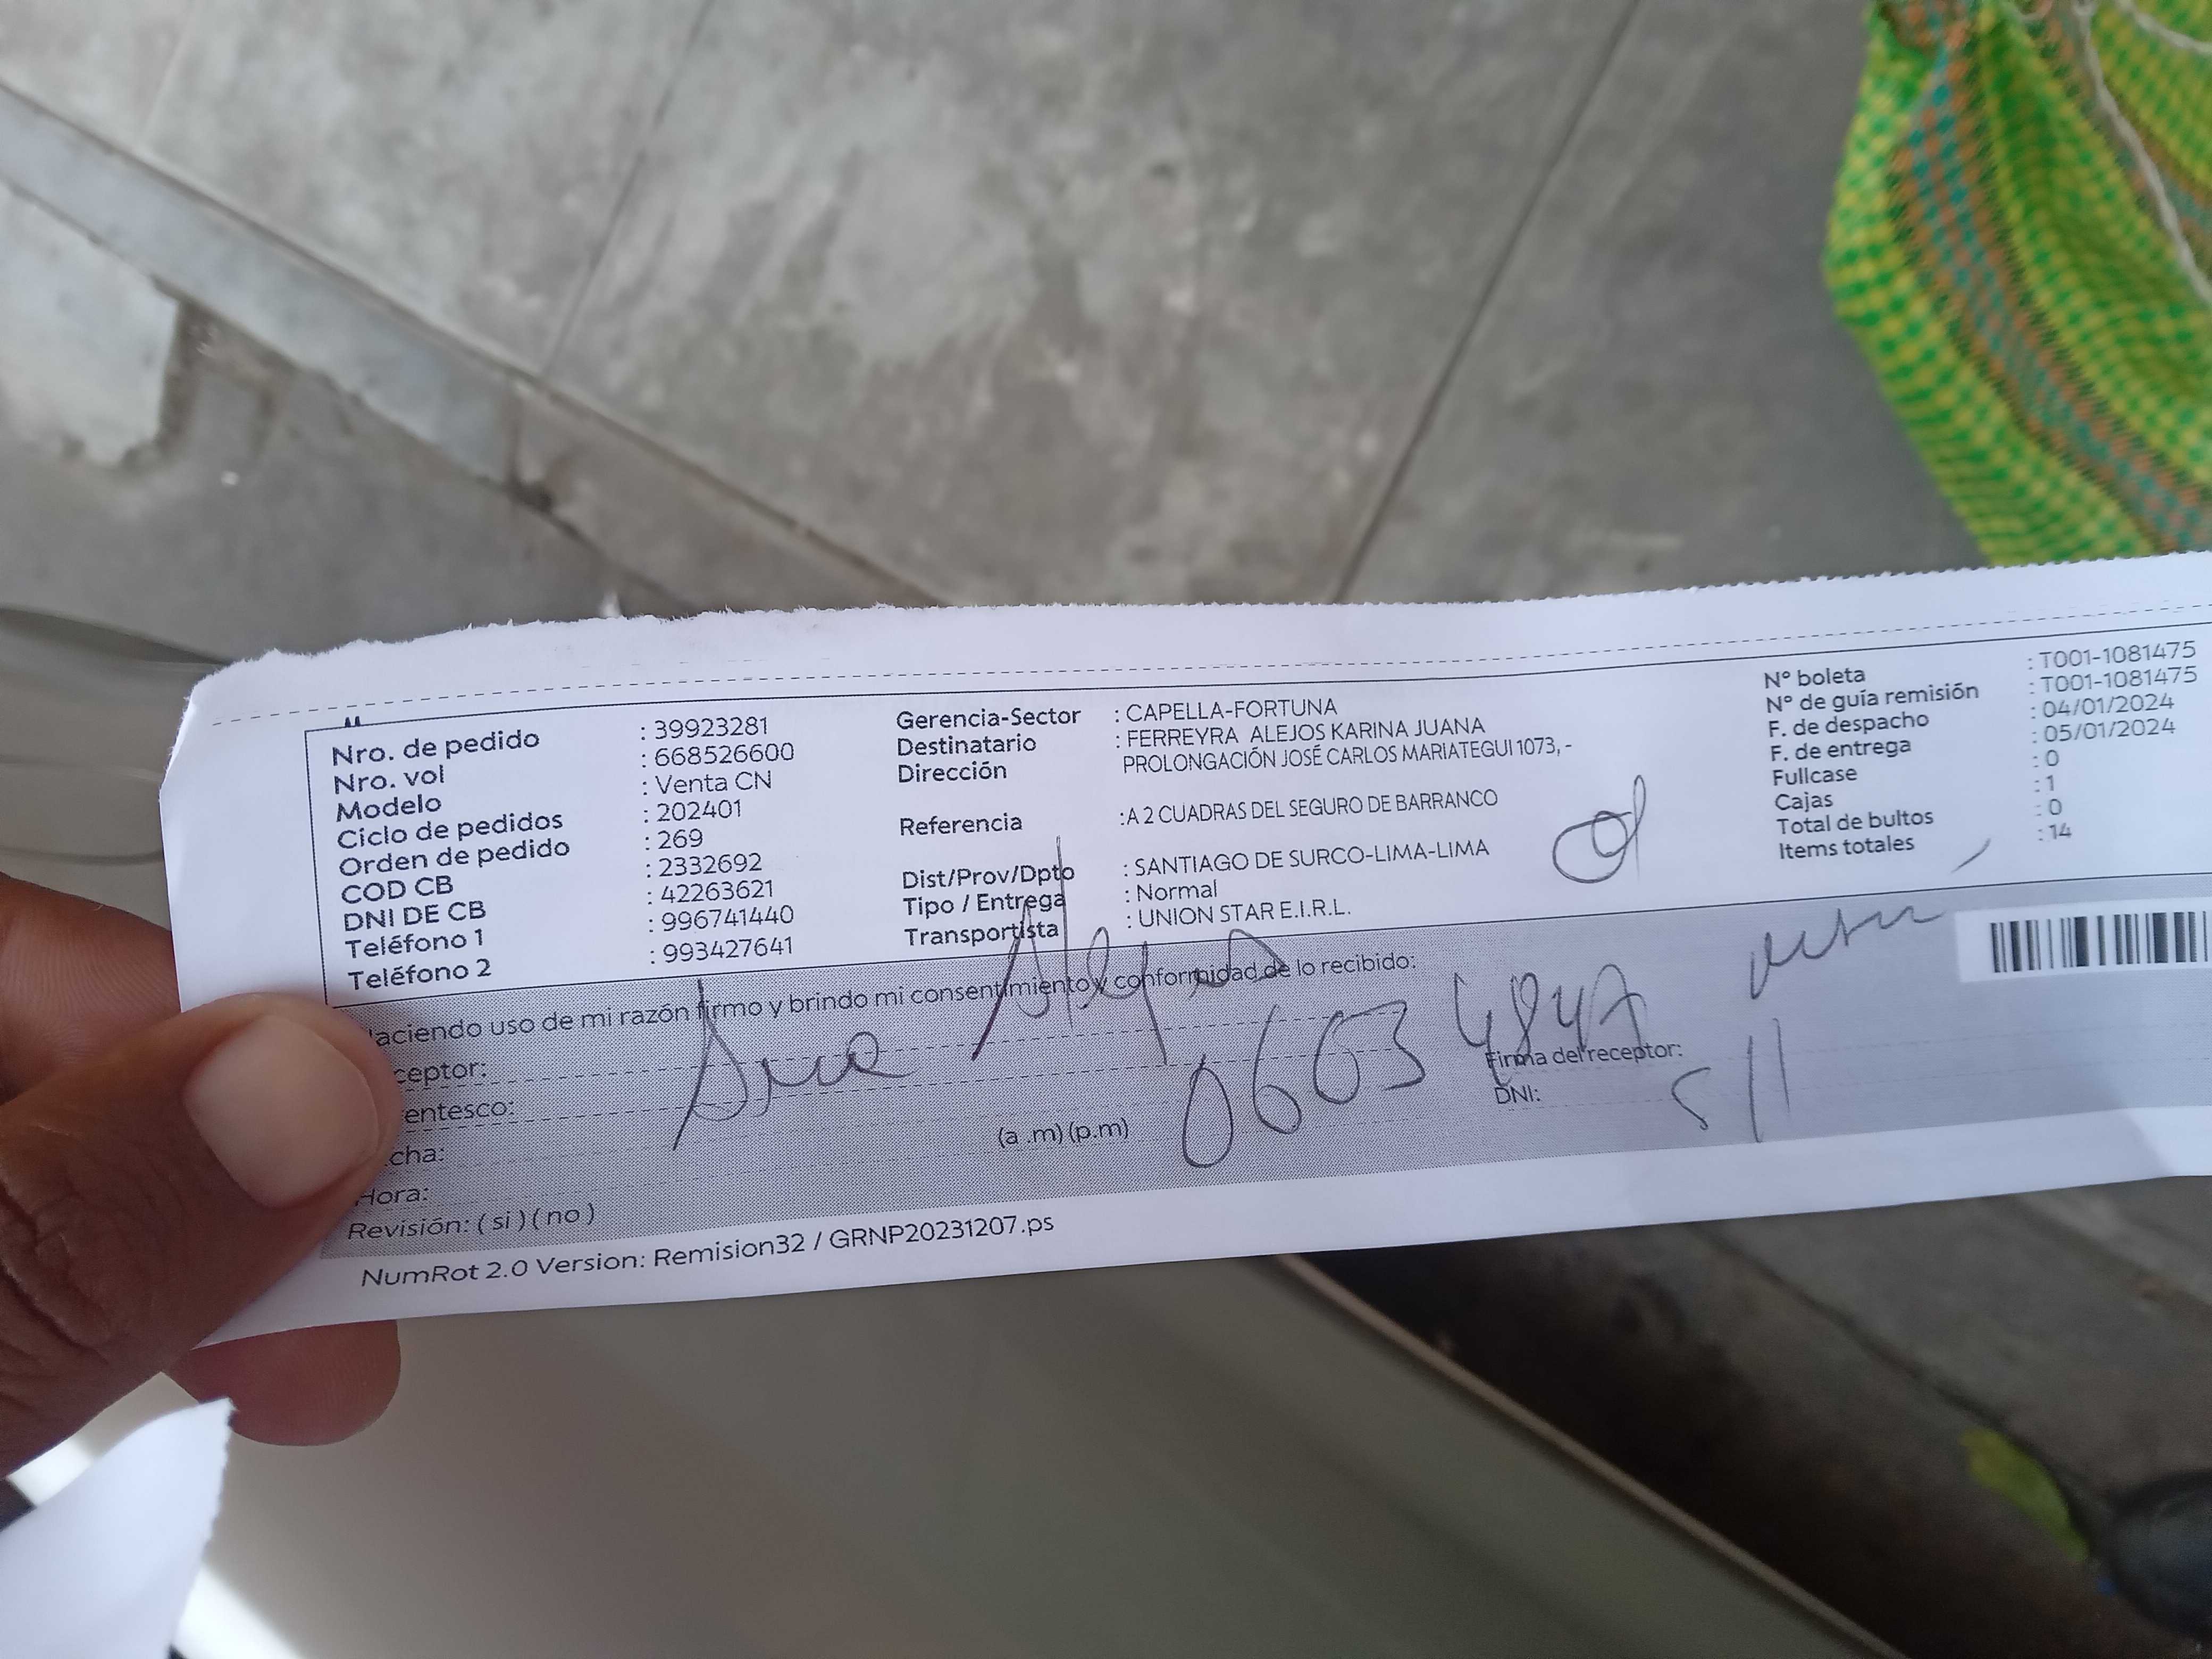 Nro. de pedido : 39923281
Nro. vol : 668526600
Modelo : Venta CN
Ciclo de pedidos : 202401
Orden de pedido : 269
COD CB : 2332692
DNI DE CB : 42263621
Teléfono 1 : 996741440
Teléfono 2 : 993427641
Gerencia-Sector : CAPELLA-FORTUNA
Destinatario : FERREYRA ALEJOS KARINA JUANA
Dirección PROLONGACIÓN JOSÉ CARLOS MARIATEGUI 1073, -
Referencia :A 2 CUADRAS DEL SEGURO DE BARRANCO
Dist/Prov/Dpto : SANTIAGO DE SURCO-LIMA-LIMA
Tipo / Entrega : Normal
Transportista : UNION STAR E.I.R.L.
N° boleta : T001-1081475
N° de guía remisión : T001-1081475
F. de despacho : 04/01/2024
F. de entrega : 05/01/2024
Fullcase : 0
Cajas : 1
Total de bultos : 0
Items totales : 14
aciendo uso de mi razón firmo y brindo mi consentimiento y conformidad de lo recibido:
ceptor:
entesco:
cha:
Hora: (a .m) (p.m)
Revisión: ( si ) ( no )
Firma del receptor:
DNI:
5/1
NumRot 2.0 Version: Remision32 / GRNP20231207.ps